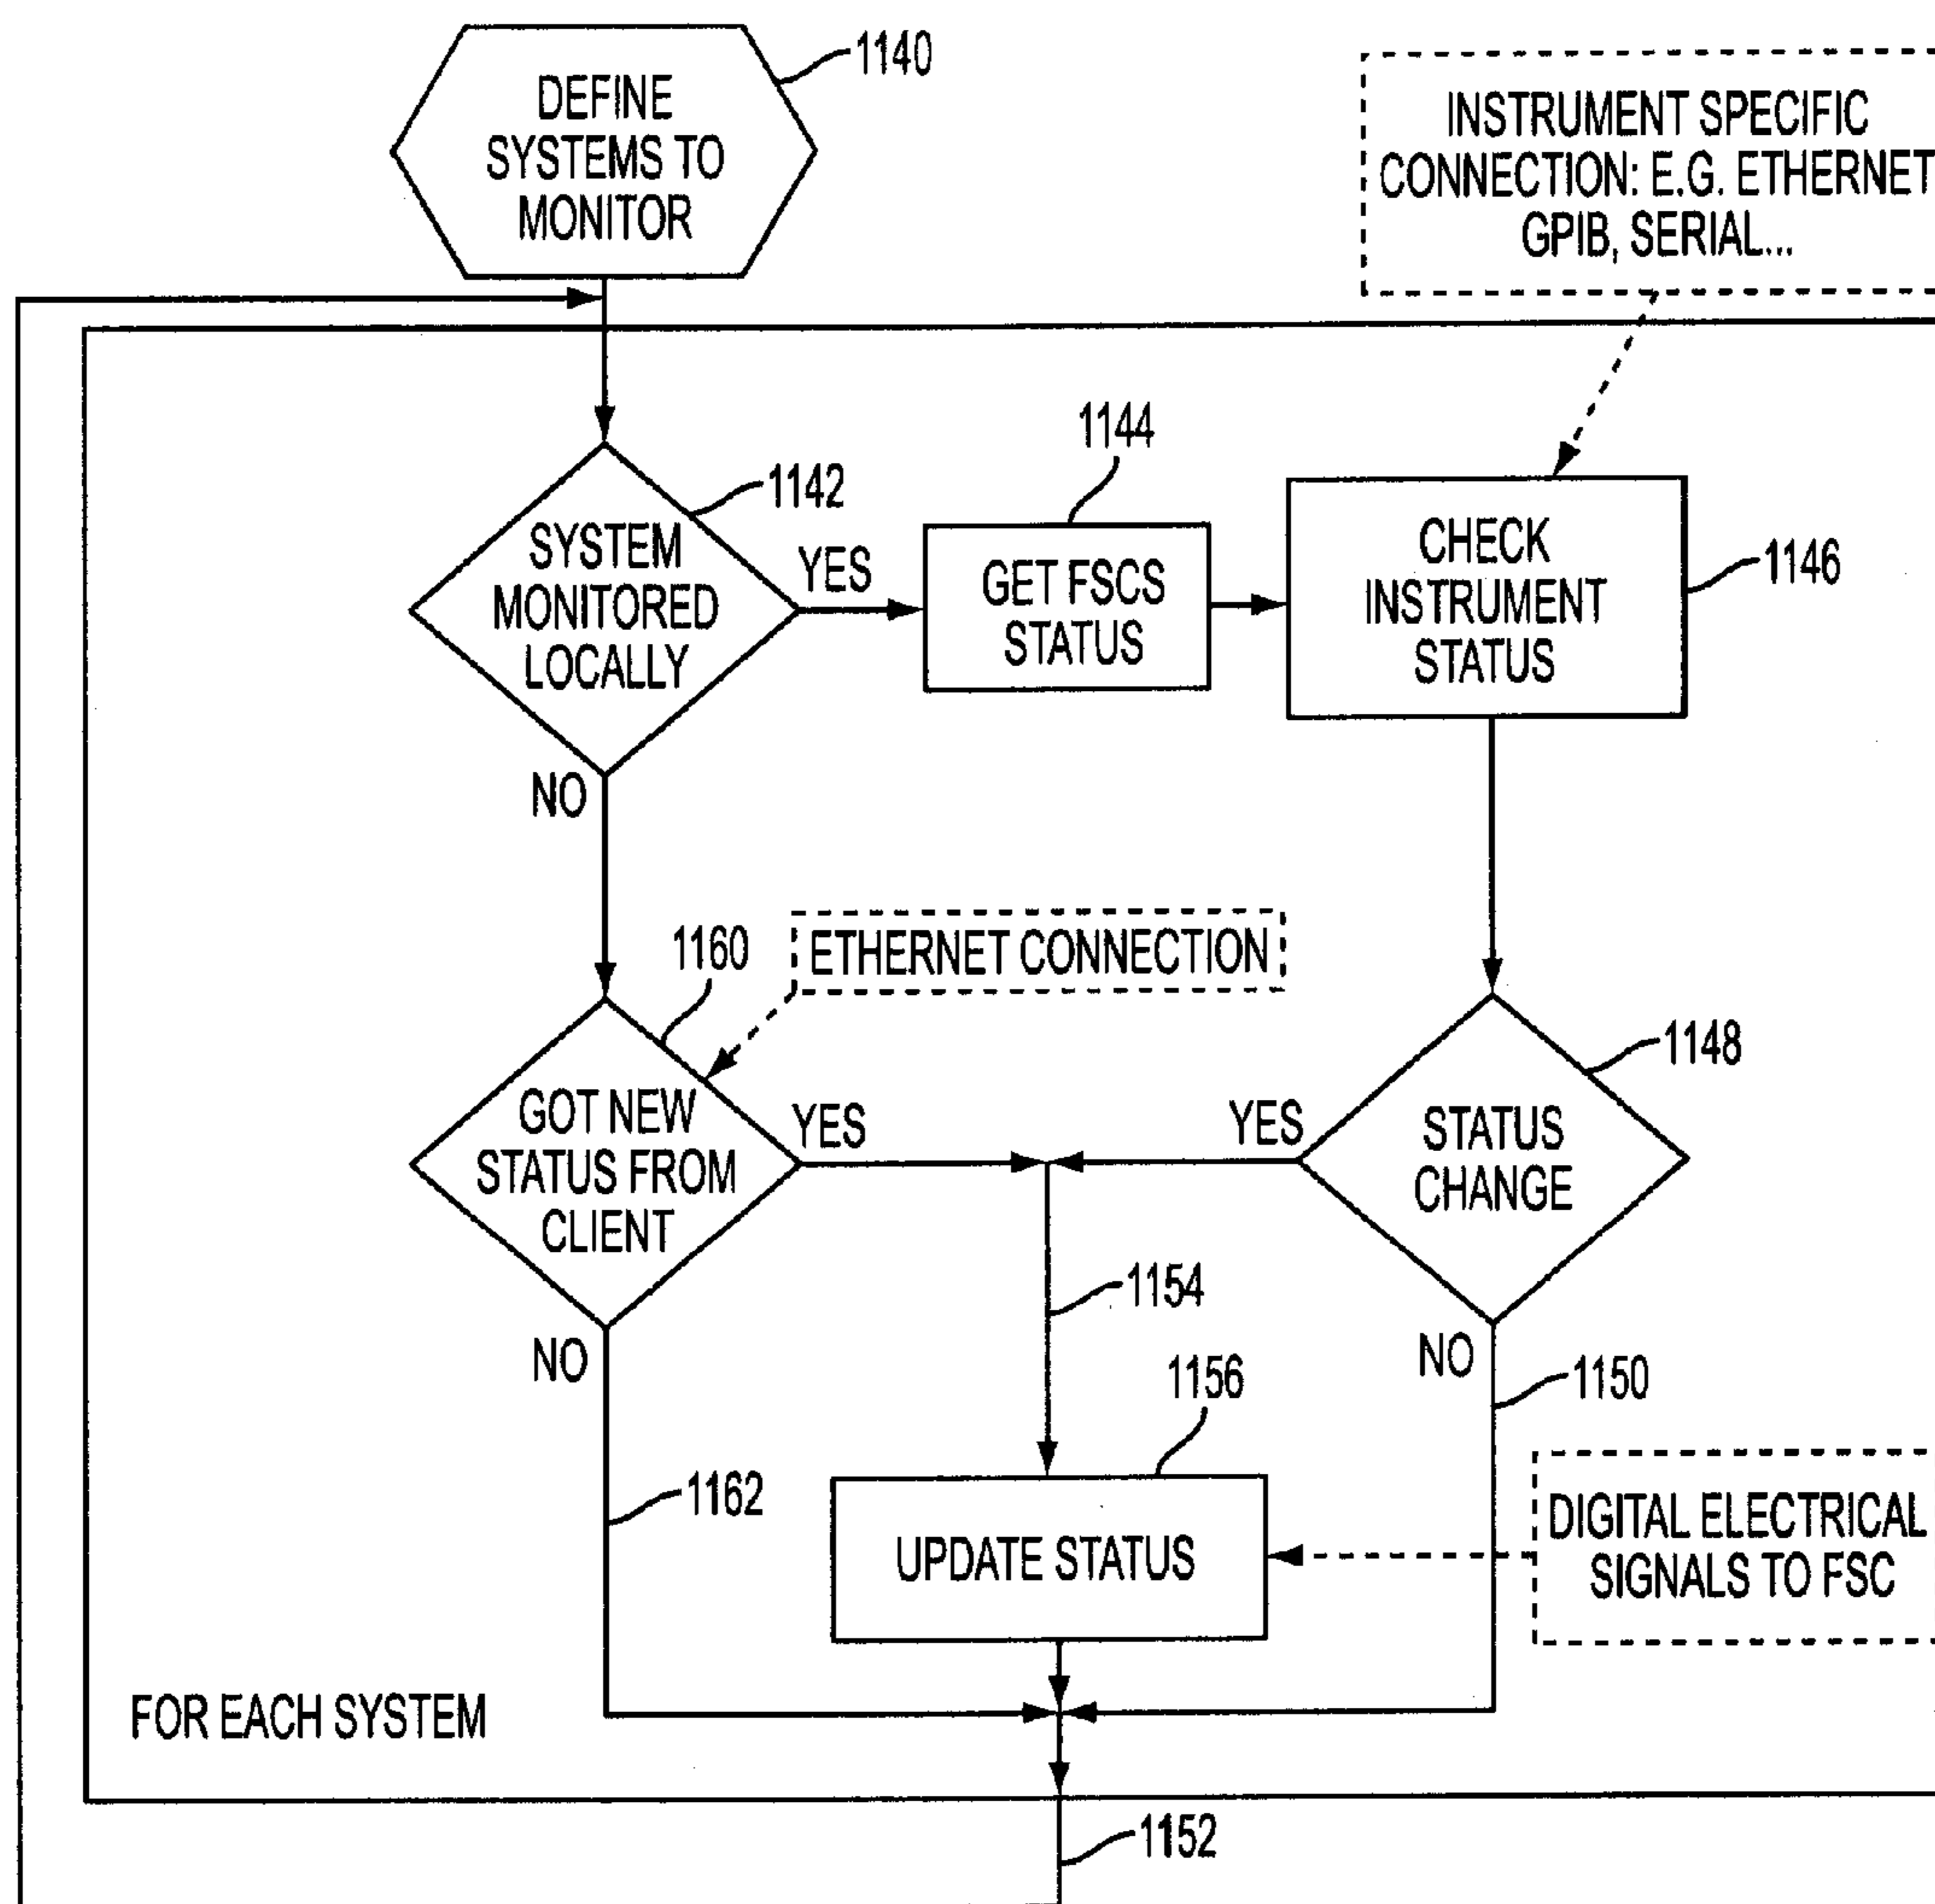 1140
DEFINE
SYSTEMS TO
MONITOR
INSTRUMENT SPECIFIC
CONNECTION: E.G. ETHERNET
GPIB, SERIAL...
1142
SYSTEM
MONITORED
LOCALLY
YES
NO
1144
GET FSCS
STATUS
CHECK
INSTRUMENT
STATUS
1146
1160
ETHERNET CONNECTION
GOT NEW
STATUS FROM
CLIENT
YES
NO
1148
YES
STATUS
CHANGE
NO
1154
1150
1156
1162
UPDATE STATUS
DIGITAL ELECTRICAL
SIGNALS TO FSC
FOR EACH SYSTEM
1152